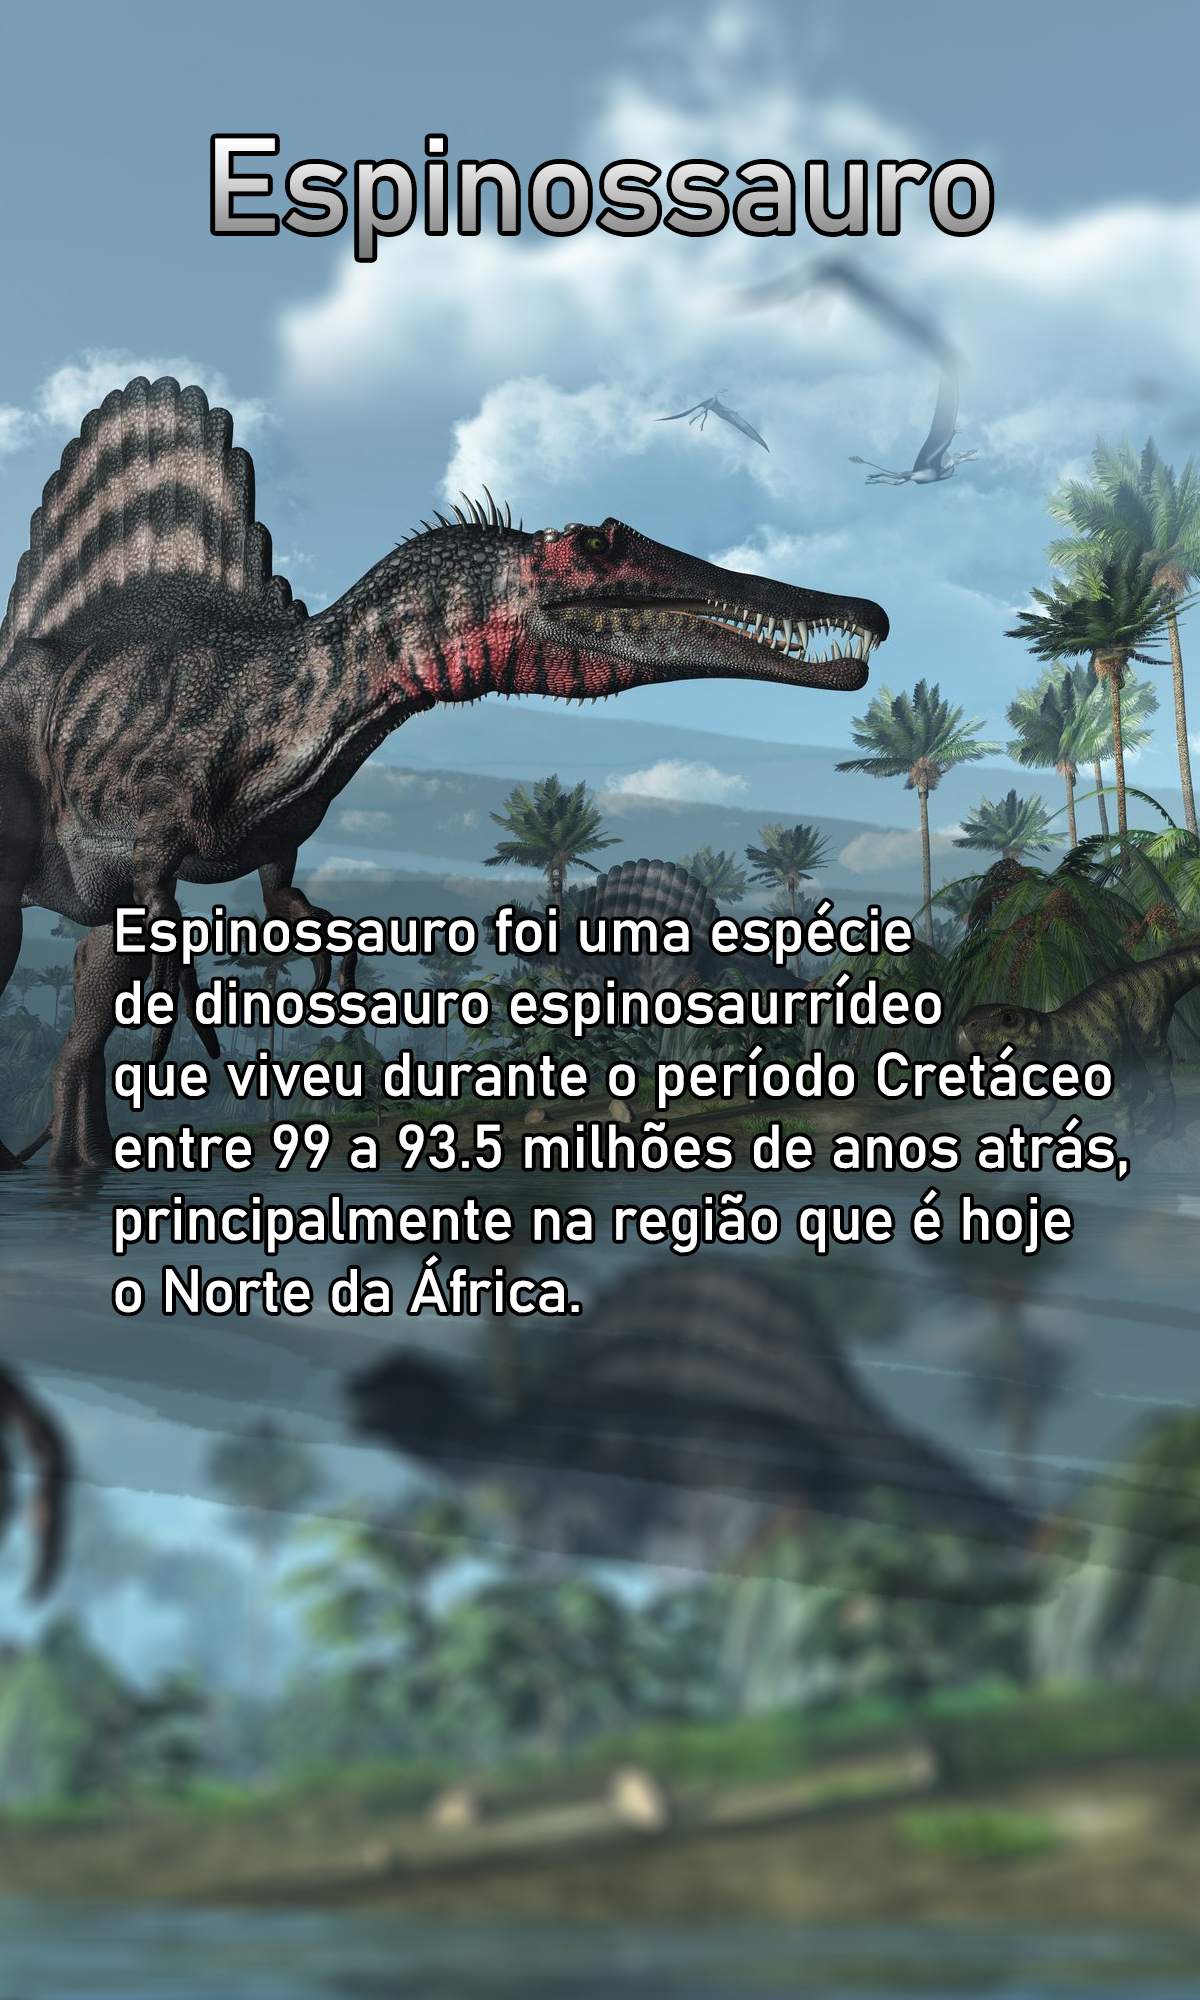 Espinossauro
Espinossauro foi uma espécie
de dinossauro espinosaurrídeo
que viveu durante o período Cretáceo
entre 99 a 93.5 milhões de anos atrás,
principalmente na região que é hoje
o Norte da África.